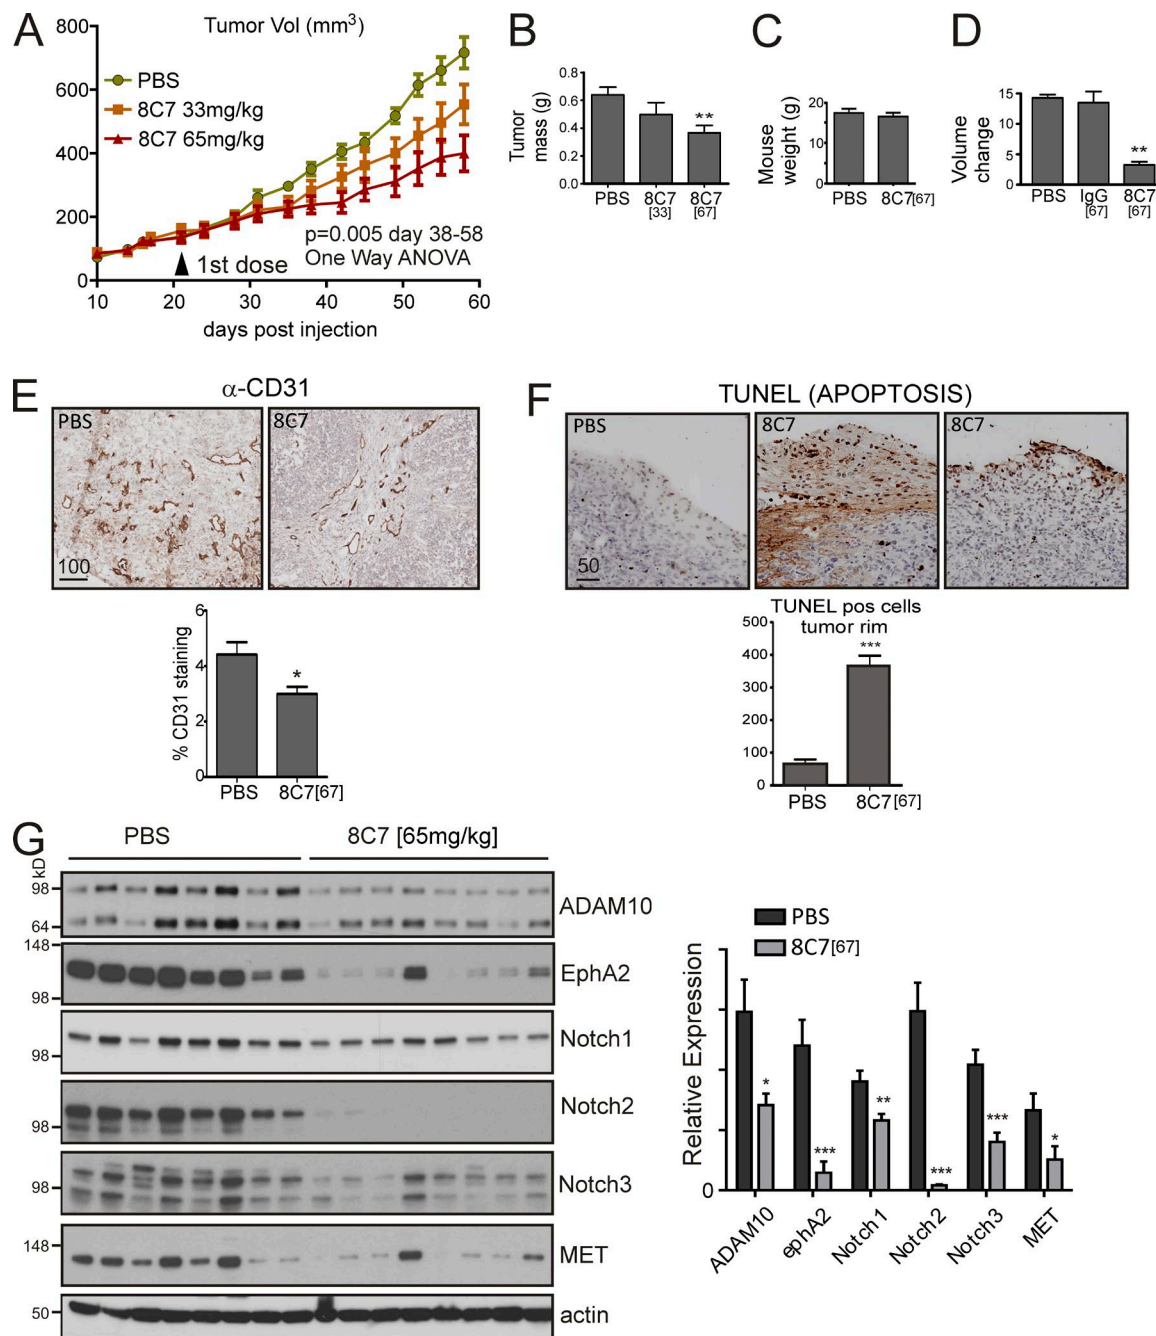 A
Tumor Vol (mm3)
800
600
400
200
0
PBS
8C7 33mg/kg
8C7 65mg/kg
p=0.005 day 38-58
One Way ANOVA
1st dose
10 20 30 40 50 60
days post injection
B
Tumor
mass (g)
0.8
0.6
0.4
0.2
0.0
**
PBS 8C7 8C7
[33] [67]
C
Mouse
weight (g)
20
10
0
PBS 8C7[67]
D
Volume
change
15
10
5
0
**
PBS IgG 8C7
[67] [67]
E
α-CD31
PBS
8C7
100
% CD31 staining
6
4
2
0
*
PBS 8C7[67]
F
TUNEL (APOPTOSIS)
PBS
8C7
8C7
50
TUNEL pos cells
tumor rim
500
400
300
200
100
0
***
PBS 8C7[67]
G
PBS
8C7 [65mg/kg]
kD
98
64
ADAM10
148
98
EphA2
98
Notch1
98
Notch2
98
Notch3
148
MET
50
actin
PBS
8C7[67]
Relative Expression
0
* *** ** *** *** *
ADAM10 ephA2 Notch1 Notch2 Notch3 MET